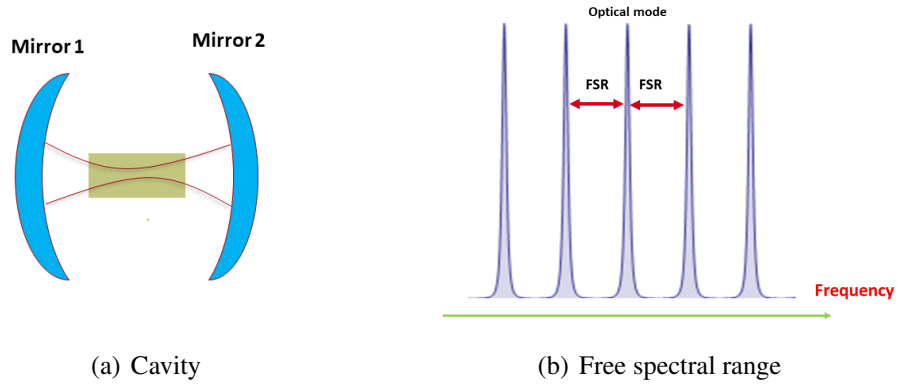 Mirror 1
Mirror 2
(a) Cavity
Optical mode
FSR
FSR
Frequency
(b) Free spectral range